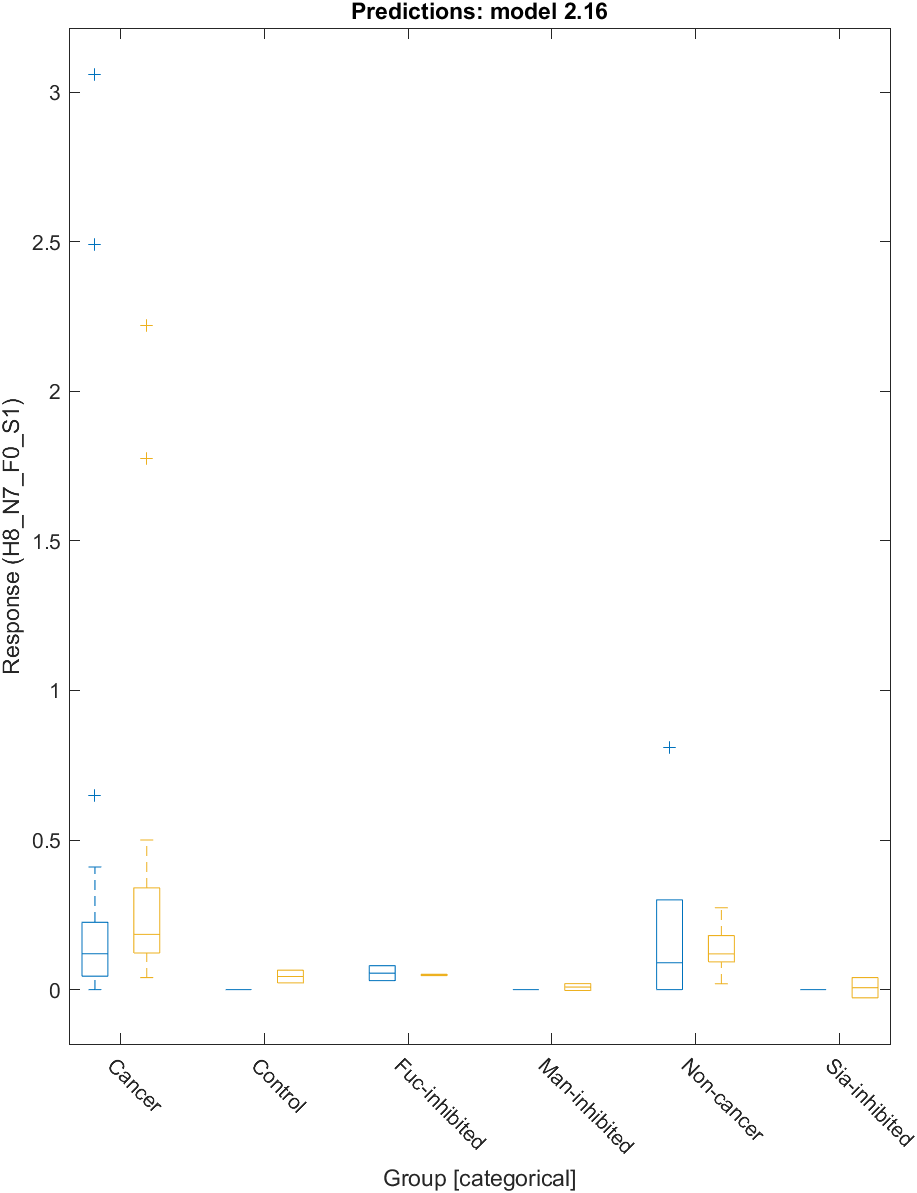 Predictions: model 2.16
3
2.5
2
1.5
1
0.5
0
Response (H8_N7_F0_S1)
Cancer
Control
Fuc-inhibited
Man-inhibited
Non-cancer
Sia-inhibited
Group [categorical]